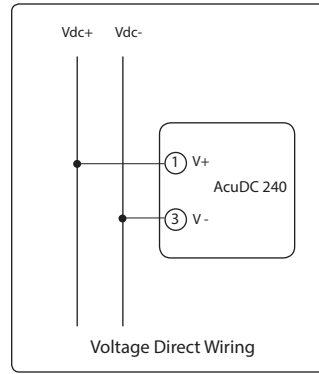 Vdc+ Vdc-
1 V+
AcuDC 240
3 V -
Voltage Direct Wiring